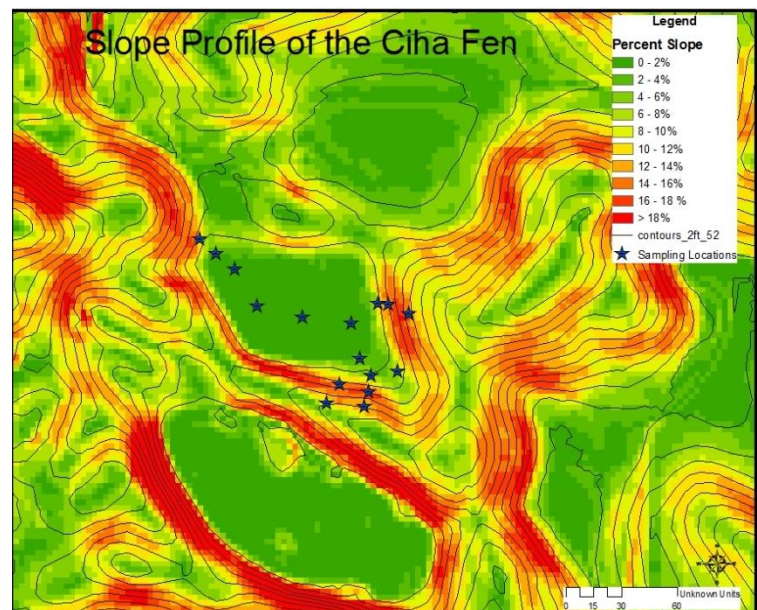 Slope Profile of the Ciha Fen
Legend
Percent Slope
0 - 2%
2 - 4%
4 - 6%
6 - 8%
8 - 10%
10 - 12%
12 - 14%
14 - 16%
16 - 18 %
> 18%
contours_2ft_52
Sampling Locations
Unknown Units
0 15 30 60